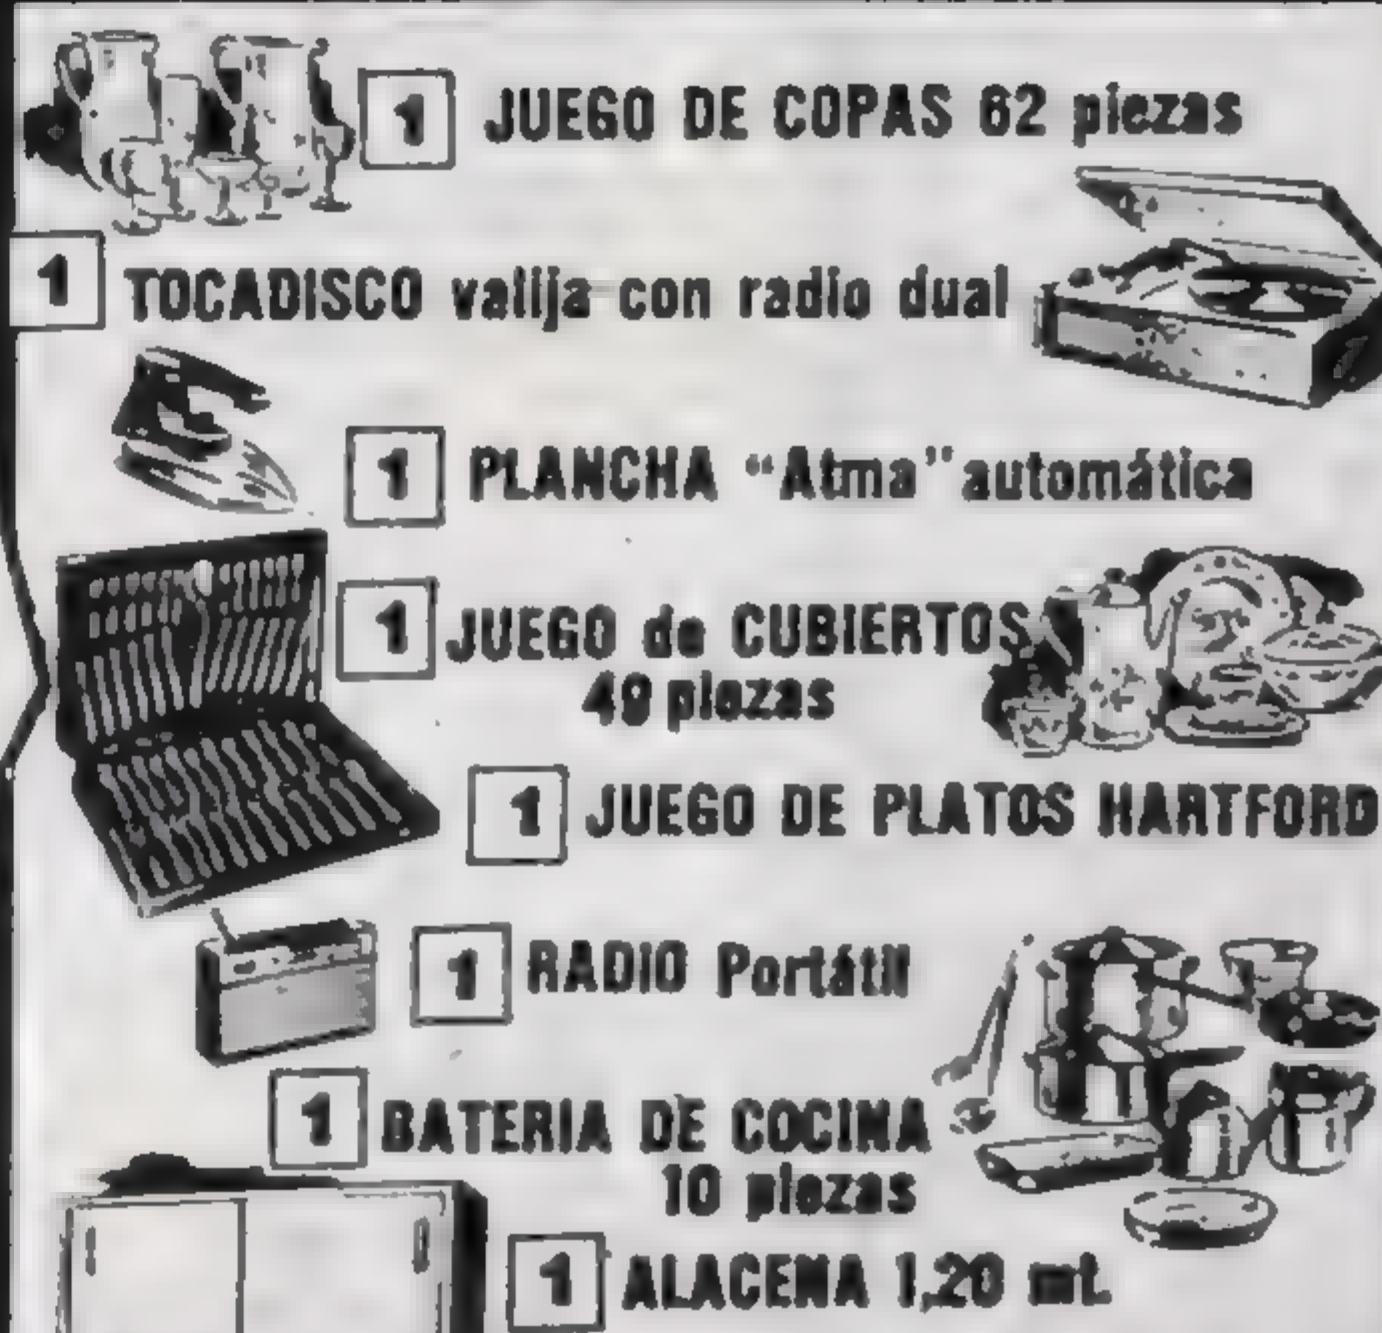 1 JUEGO DE COPAS 62 piezas
1 TOCADISCO valija con radio dual
1 PLANCHA "Atma" automática
1 JUEGO de CUBIERTOS
49 piezas
1 JUEGO DE PLATOS HARTFORD
1 RADIO Portátil
1 BATERIA DE COCINA
10 piezas
1 ALACENA 1,20 mt.